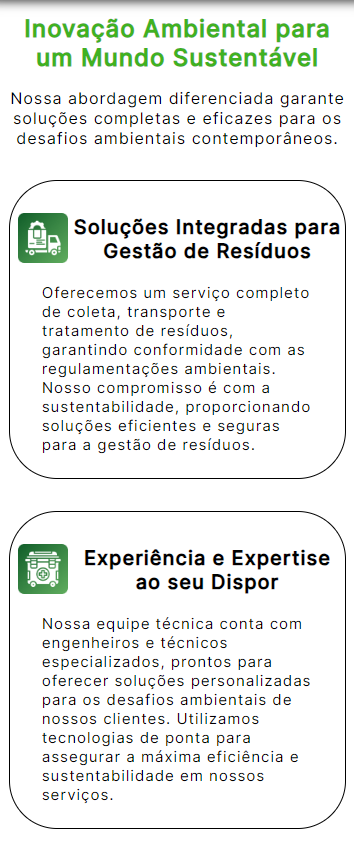 Inovação Ambiental para
um Mundo Sustentável
Nossa abordagem diferenciada garante
soluções completas e eficazes para os
desafios ambientais contemporâneos.
Soluções Integradas para
Gestão de Resíduos
Oferecemos um serviço completo
de coleta, transporte e
tratamento de resíduos,
garantindo conformidade com as
regulamentações ambientais.
Nosso compromisso é com a
sustentabilidade, proporcionando
soluções eficientes e seguras
para a gestão de resíduos.
Experiência e Expertise
ao seu Dispor
Nossa equipe técnica conta com
engenheiros e técnicos
especializados, prontos para
oferecer soluções personalizadas
para os desafios ambientais de
nossos clientes. Utilizamos
tecnologias de ponta para
assegurar a máxima eficiência e
sustentabilidade em nossos
serviços.